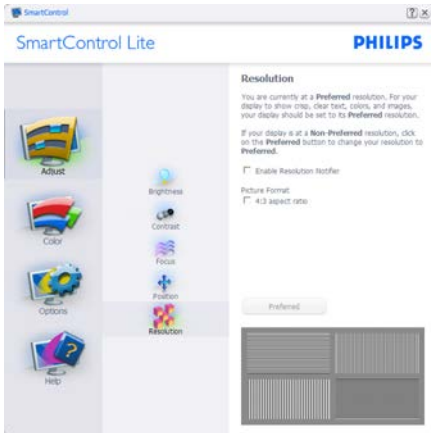 SmartControl
SmartControl Lite
PHILIPS
Adjust
Color
Options
Help
Brightness
Contrast
Focus
Position
Resolution
Resolution
You are currently at a Preferred resolution. For your
display to show crisp, clear text, colors, and images,
your display should be set to its Preferred resolution.
If your display is at a Non-Preferred resolution, click
on the Preferred button to change your resolution to
Preferred.
Enable Resolution Notifier
Picture Format
4:3 aspect ratio
Preferred